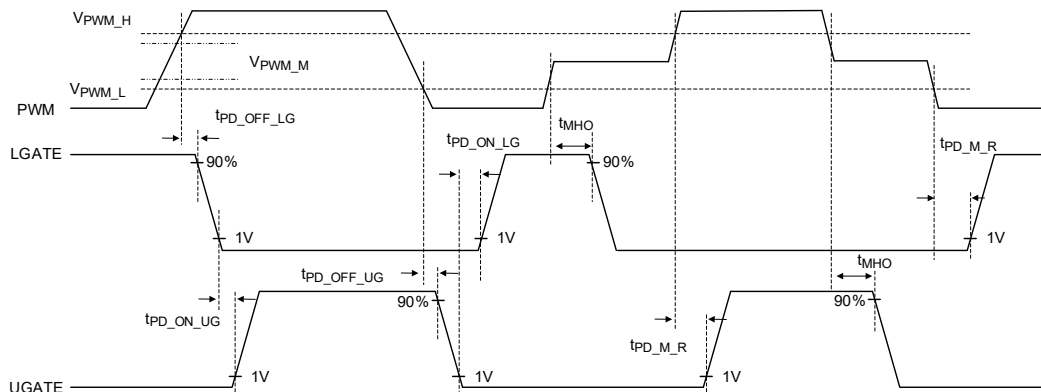 VPWM_H
VPWM_M
VPWM_L
PWM
tPD_OFF_LG
tPD_ON_LG
tMHO
tPD_M_R
LGATE
90%
90%
1V
1V
1V
tPD_OFF_UG
tMHO
90%
90%
tPD_ON_UG
tPD_M_R
1V
1V
1V
UGATE